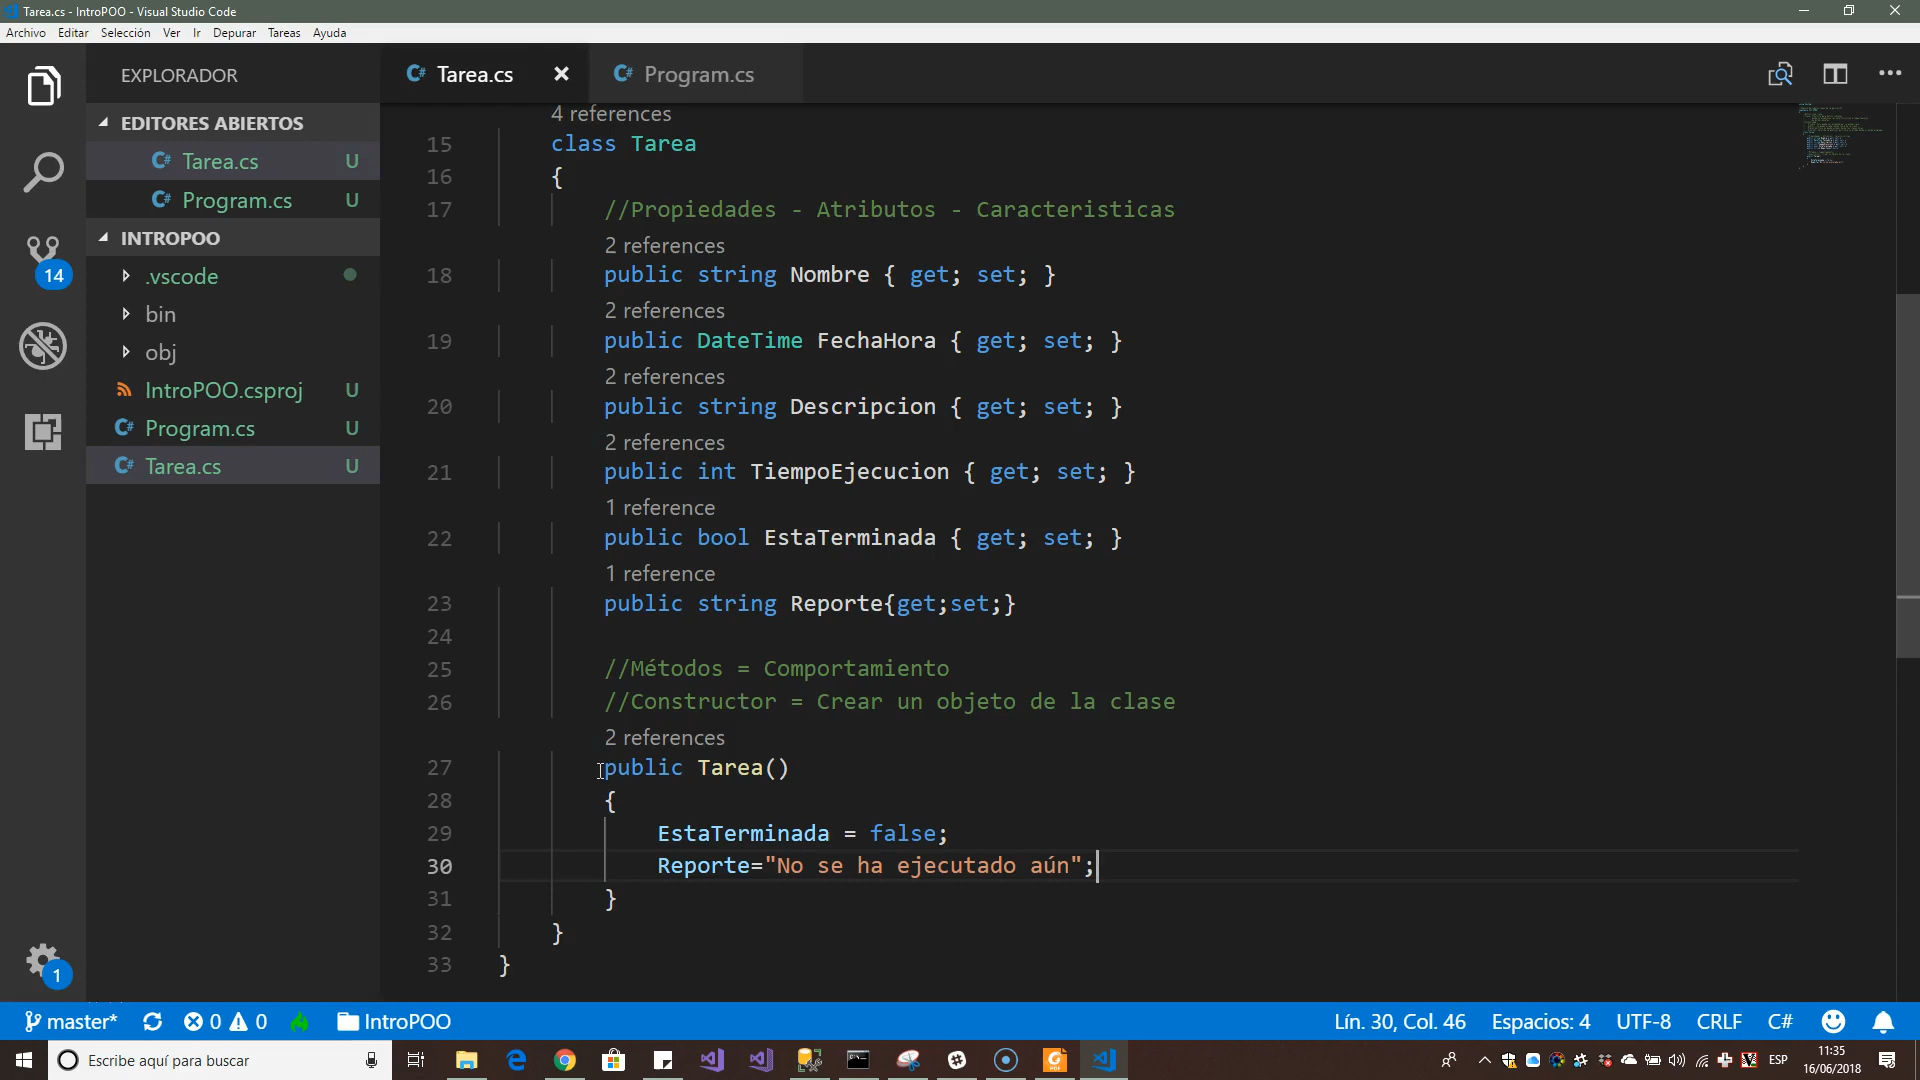 Tarea.cs - IntroPOO - Visual Studio Code
Archivo Editar Selección Ver Ir Depurar Tareas Ayuda
EXPLORADOR
EDITORES ABIERTOS
Tarea.cs U
Program.cs U
INTROPOO
.vscode
bin
obj
IntroPOO.csproj U
Program.cs U
Tarea.cs U
14
1
Tarea.cs
Program.cs
4 references
15 class Tarea
16 {
17 //Propiedades - Atributos - Caracteristicas
2 references
18 public string Nombre { get; set; }
2 references
19 public DateTime FechaHora { get; set; }
2 references
20 public string Descripcion { get; set; }
2 references
21 public int TiempoEjecucion { get; set; }
1 reference
22 public bool EstaTerminada { get; set; }
1 reference
23 public string Reporte{get;set;}
24
25 //Métodos = Comportamiento
26 //Constructor = Crear un objeto de la clase
2 references
27 public Tarea()
28 {
29 EstaTerminada = false;
30 Reporte="No se ha ejecutado aún";
31 }
32 }
33 }
master* 0 0 IntroPOO Lín. 30, Col. 46 Espacios: 4 UTF-8 CRLF C#
Escribe aquí para buscar
ESP
11:35
16/06/2018